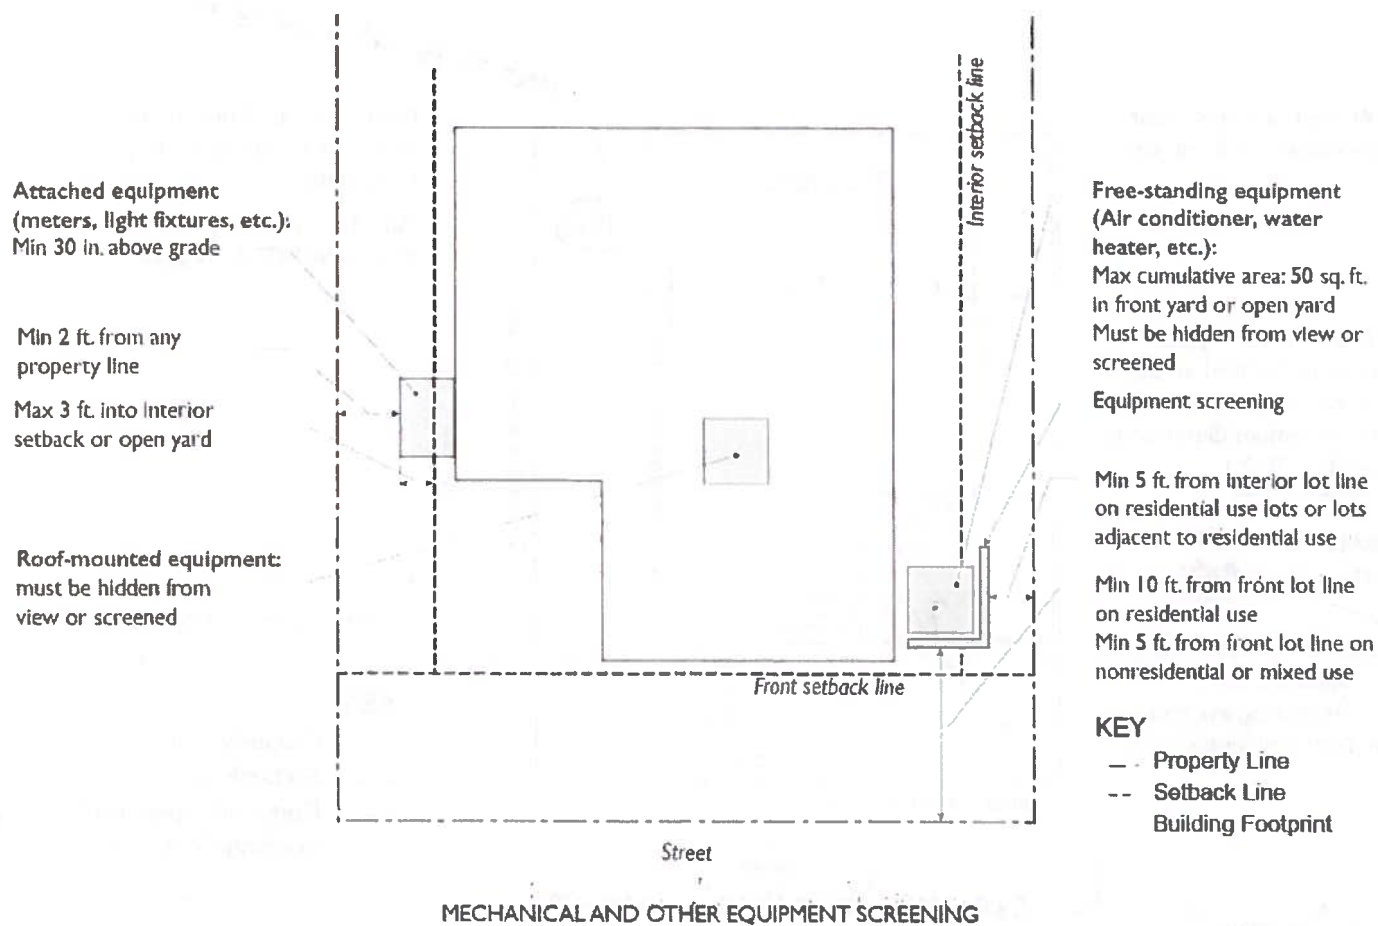 Interior setback line
Attached equipment
(meters, light fixtures, etc.):
Min 30 in. above grade
Min 2 ft. from any
property line
Max 3 ft. into interior
setback or open yard
Roof-mounted equipment:
must be hidden from
view or screened
Free-standing equipment
(Air conditioner, water
heater, etc.):
Max cumulative area: 50 sq. ft.
in front yard or open yard
Must be hidden from view or
screened
Equipment screening
Min 5 ft. from interior lot line
on residential use lots or lots
adjacent to residential use
Min 10 ft. from front lot line
on residential use
Min 5 ft. from front lot line on
nonresidential or mixed use
Front setback line
KEY
Property Line
Setback Line
Building Footprint
Street
MECHANICAL AND OTHER EQUIPMENT SCREENING